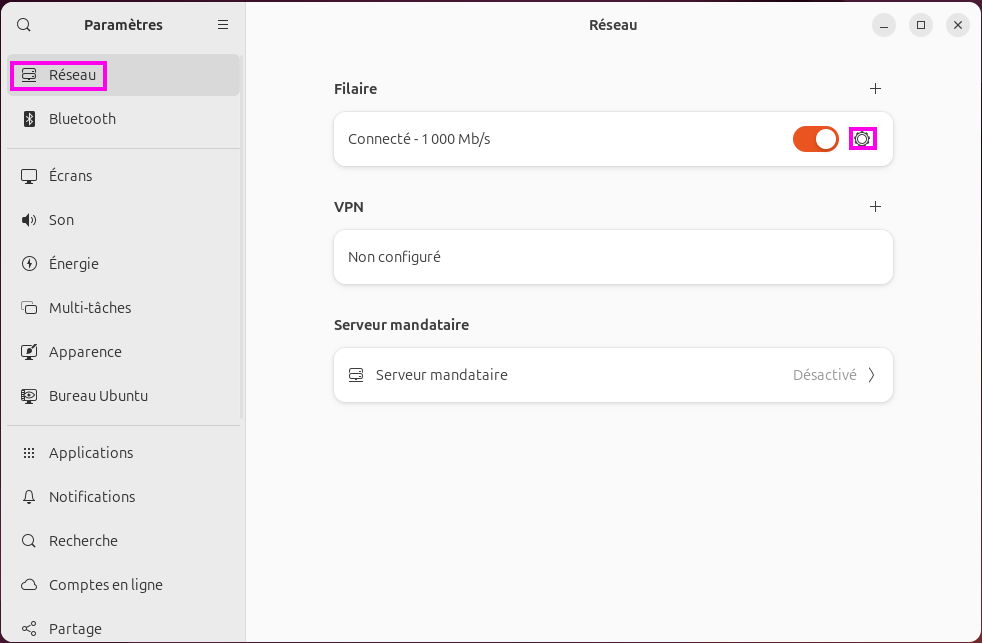 Paramètres
Réseau
Bluetooth
Écrans
Son
Énergie
Multi-tâches
Apparence
Bureau Ubuntu
Applications
Notifications
Recherche
Comptes en ligne
Partage
Réseau
Filaire
Connecté - 1 000 Mb/s
VPN
Non configuré
Serveur mandataire
Serveur mandataire Désactivé